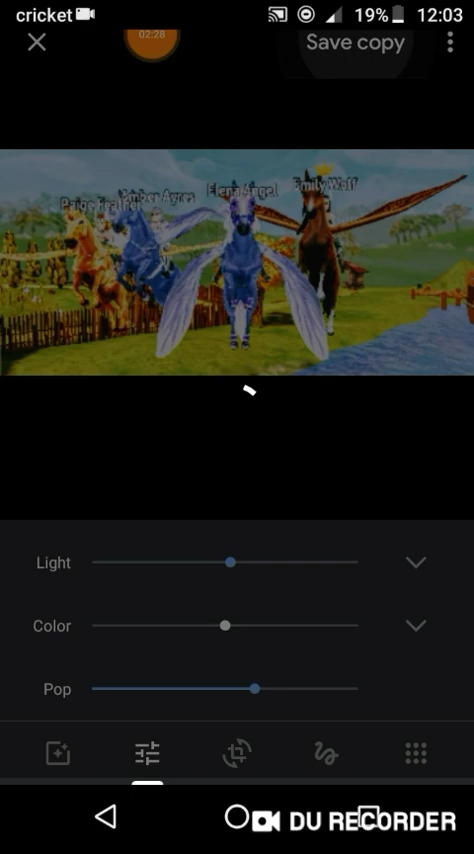 cricket 19% 12:03
02:28
Save copy
Elena Angel
Emily Wolf
Amber Ayres
Light
Color
Pop
DU RECORDER